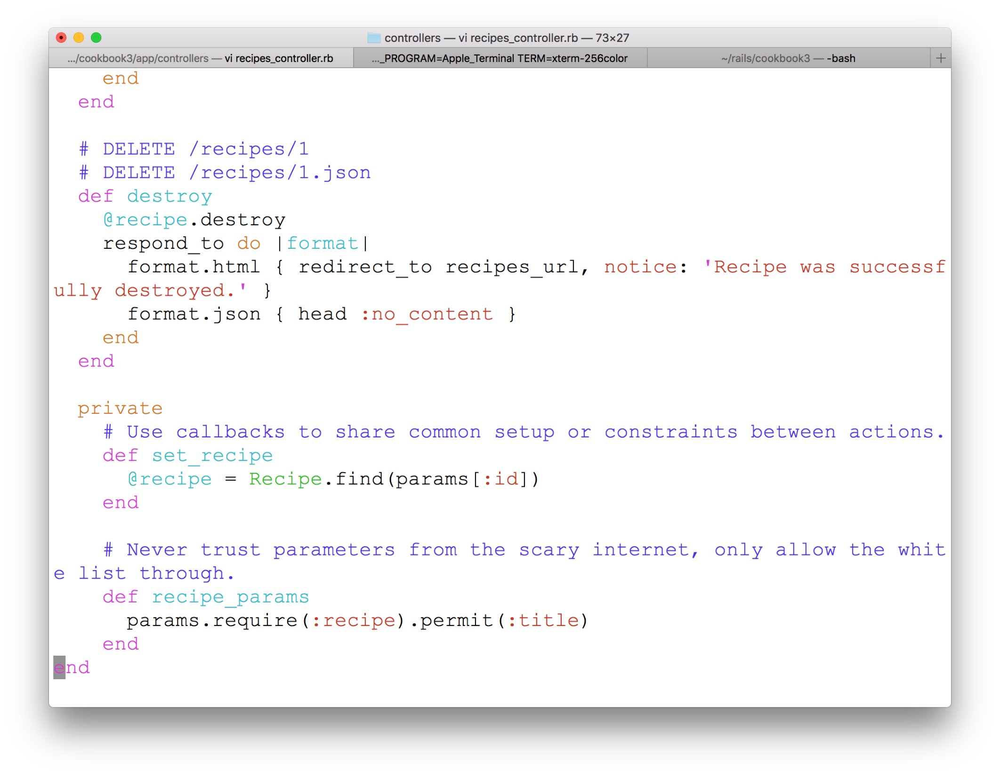 controllers — vi recipes_controller.rb — 73×27
.../cookbook3/app/controllers — vi recipes_controller.rb ..._PROGRAM=Apple_Terminal TERM=xterm-256color ~/rails/cookbook3 — -bash +
    end
  end

  # DELETE /recipes/1
  # DELETE /recipes/1.json
  def destroy
    @recipe.destroy
    respond_to do |format|
      format.html { redirect_to recipes_url, notice: 'Recipe was successf
ully destroyed.' }
      format.json { head :no_content }
    end
  end

  private
    # Use callbacks to share common setup or constraints between actions.
    def set_recipe
      @recipe = Recipe.find(params[:id])
    end

    # Never trust parameters from the scary internet, only allow the whit
e list through.
    def recipe_params
      params.require(:recipe).permit(:title)
    end
end